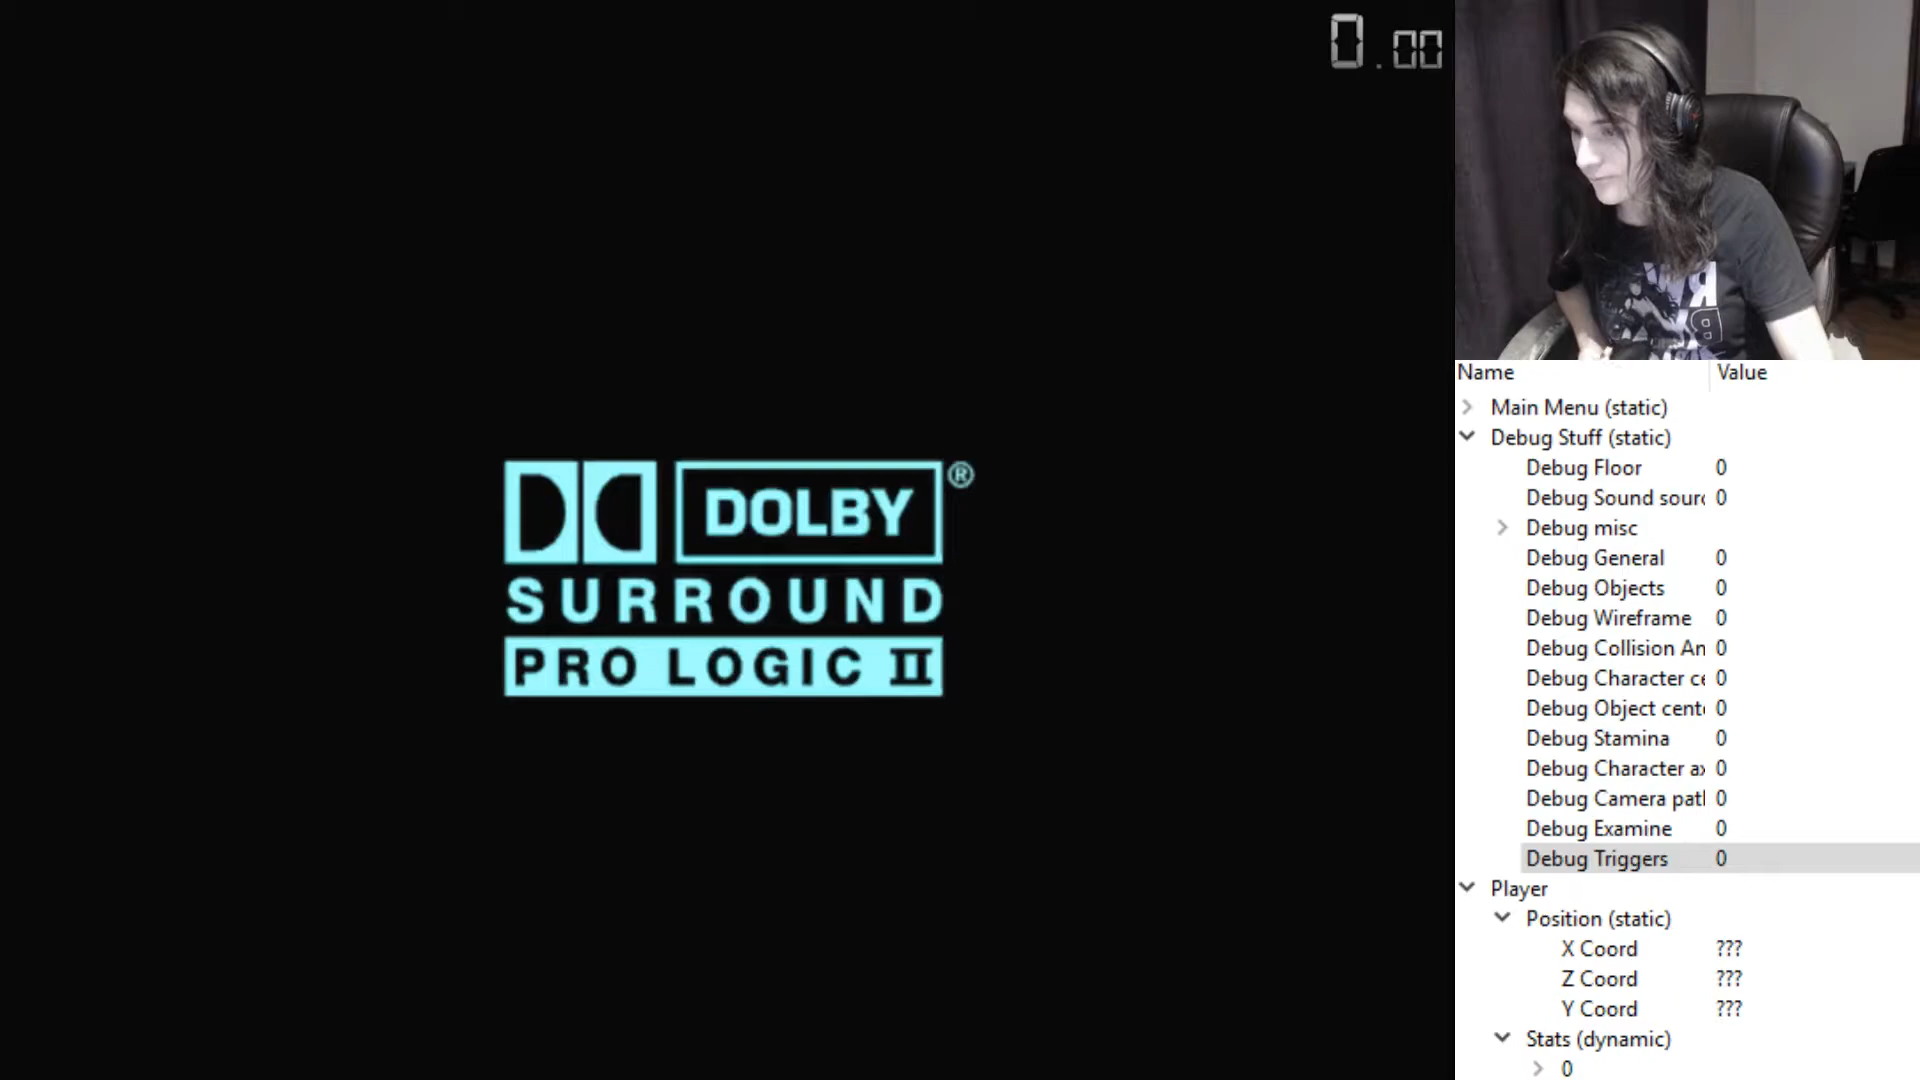 0.00
DOLBY®
SURROUND
PRO LOGIC II
Name Value
Main Menu (static)
Debug Stuff (static)
Debug Floor 0
Debug Sound sour 0
Debug misc
Debug General 0
Debug Objects 0
Debug Wireframe 0
Debug Collision An 0
Debug Character ce 0
Debug Object cent 0
Debug Stamina 0
Debug Character ax 0
Debug Camera patl 0
Debug Examine 0
Debug Triggers 0
Player
Position (static)
X Coord ???
Z Coord ???
Y Coord ???
Stats (dynamic)
0